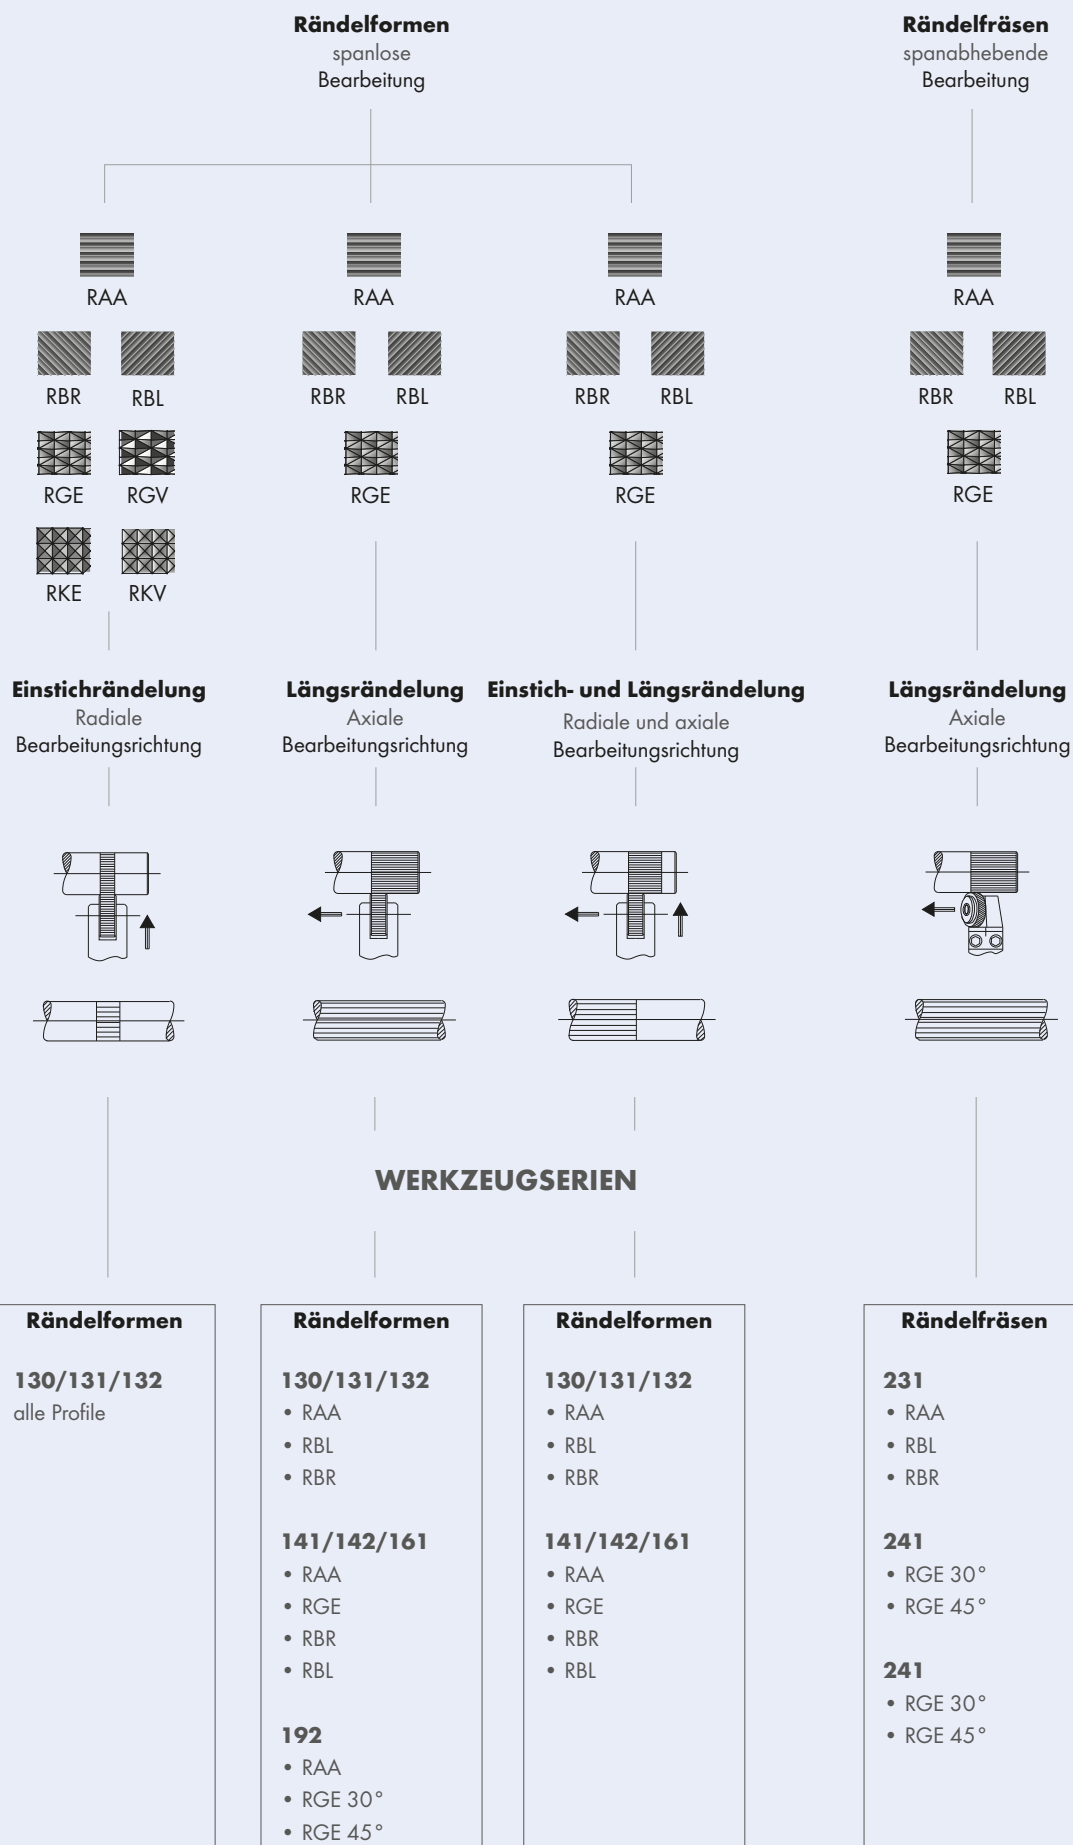 Rändelformen
spanlose
Bearbeitung
Rändelfräsen
spanabhebende
Bearbeitung
RAA
RAA
RAA
RAA
RBR
RBL
RBR
RBL
RBR
RBL
RBR
RBL
RGE
RGV
RGE
RGE
RGE
RKE
RKV
Einstichrändelung
Radiale
Bearbeitungsrichtung
Längsrändelung
Axiale
Bearbeitungsrichtung
Einstich- und Längsrändelung
Radiale und axiale
Bearbeitungsrichtung
Längsrändelung
Axiale
Bearbeitungsrichtung
WERKZEUGSERIEN
Rändelformen
130/131/132
alle Profile
Rändelformen
130/131/132
• RAA
• RBL
• RBR
141/142/161
• RAA
• RGE
• RBR
• RBL
192
• RAA
• RGE 30°
• RGE 45°
Rändelformen
130/131/132
• RAA
• RBL
• RBR
141/142/161
• RAA
• RGE
• RBR
• RBL
Rändelfräsen
231
• RAA
• RBL
• RBR
241
• RGE 30°
• RGE 45°
241
• RGE 30°
• RGE 45°